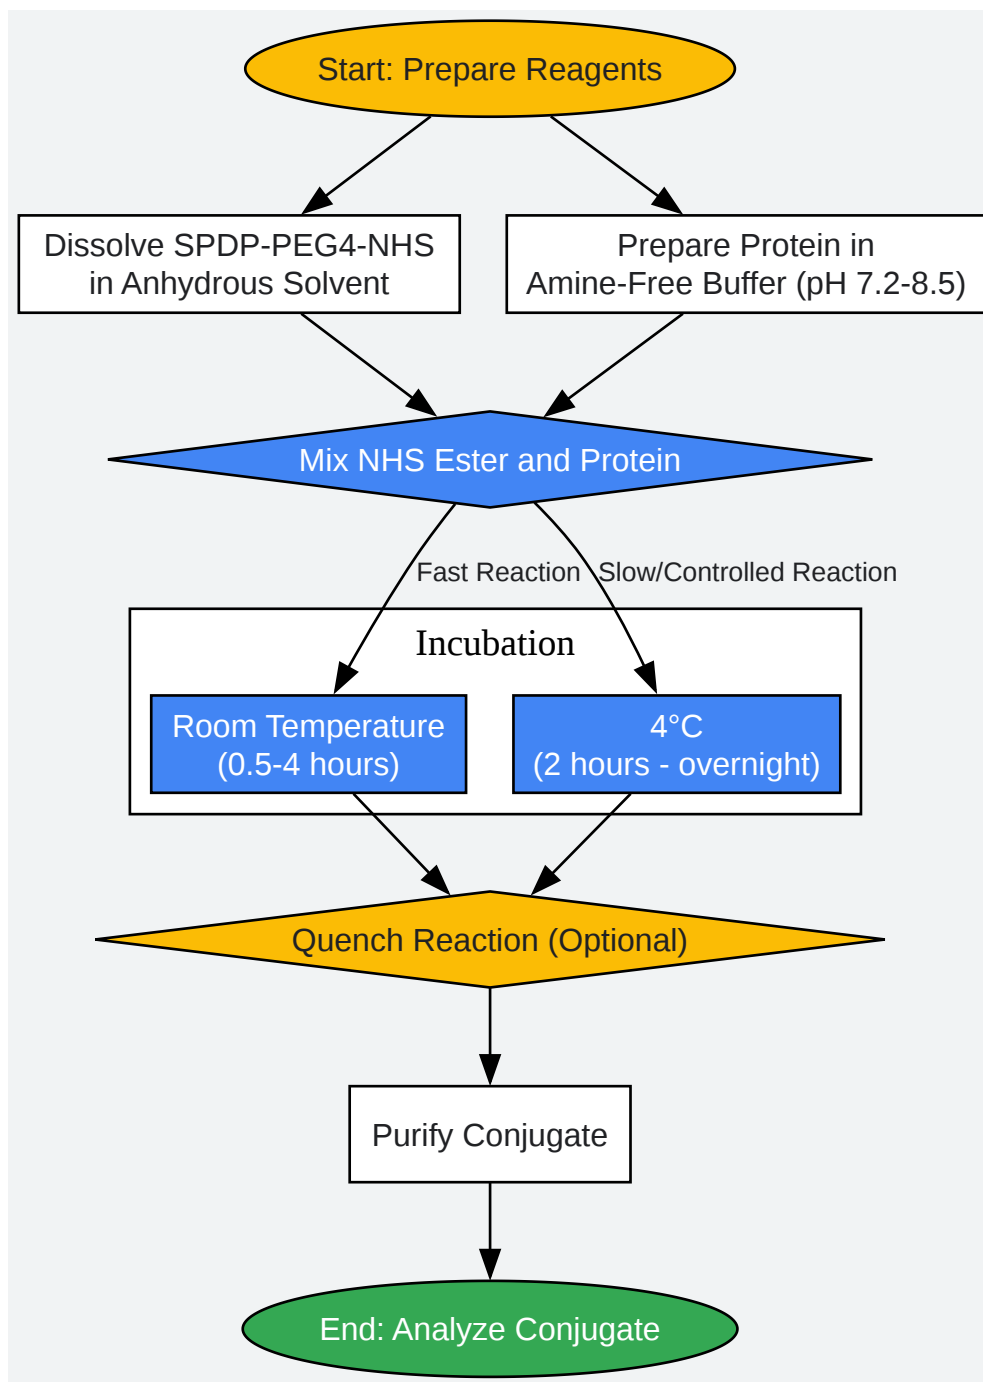 Start: Prepare Reagents
Dissolve SPDP-PEG4-NHS
in Anhydrous Solvent
Prepare Protein in
Amine-Free Buffer (pH 7.2-8.5)
Mix NHS Ester and Protein
Fast Reaction
Slow/Controlled Reaction
Incubation
Room Temperature
(0.5-4 hours)
4°C
(2 hours - overnight)
Quench Reaction (Optional)
Purify Conjugate
End: Analyze Conjugate